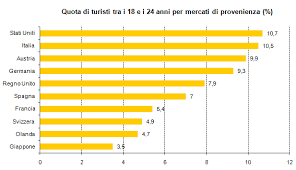 Quota di turisti tra i 18 e i 24 anni per mercati di provenienza (%)
Stati Uniti 10,7
Italia 10,5
Austria 9,9
Germania 9,3
Regno Unito 7,9
Spagna 7
Francia 5,4
Svizzera 4,9
Olanda 4,7
Giappone 3,5
0 2 4 6 8 10 12